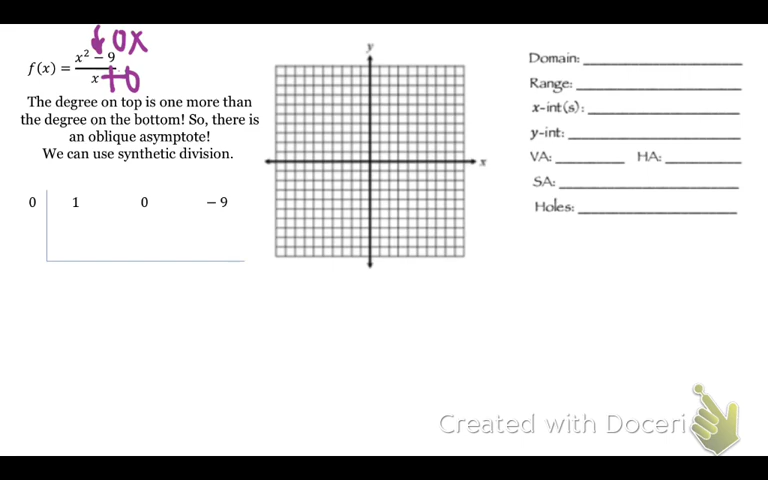 0x
f(x) = x² − 9
x + 0
The degree on top is one more than
the degree on the bottom! So, there is
an oblique asymptote!
We can use synthetic division.
0 1 0 − 9
y
x
Domain:
Range:
x-int(s):
y-int:
VA: HA:
SA:
Holes:
Created with Doceri